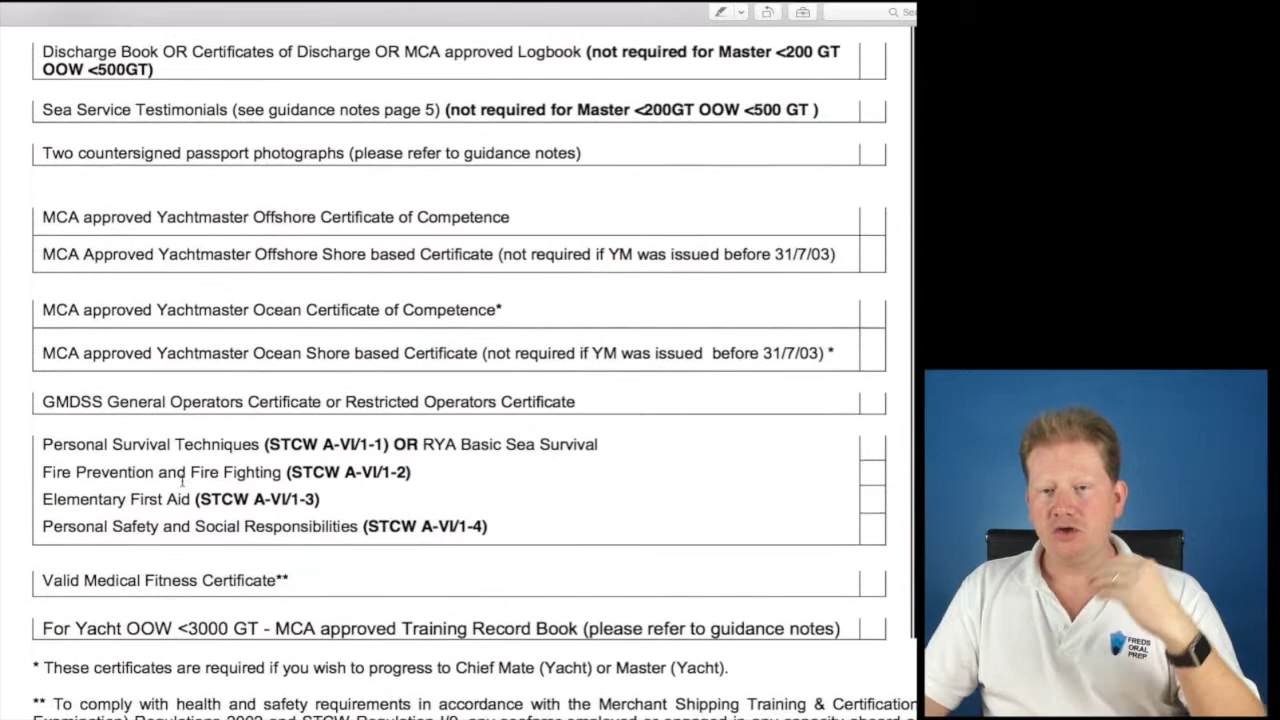 Discharge Book OR Certificates of Discharge OR MCA approved Logbook (not required for Master <200 GT
OOW <500GT)
Sea Service Testimonials (see guidance notes page 5) (not required for Master <200GT OOW <500 GT )
Two countersigned passport photographs (please refer to guidance notes)
MCA approved Yachtmaster Offshore Certificate of Competence
MCA Approved Yachtmaster Offshore Shore based Certificate (not required if YM was issued before 31/7/03)
MCA approved Yachtmaster Ocean Certificate of Competence*
MCA approved Yachtmaster Ocean Shore based Certificate (not required if YM was issued before 31/7/03) *
GMDSS General Operators Certificate or Restricted Operators Certificate
Personal Survival Techniques (STCW A-VI/1-1) OR RYA Basic Sea Survival
Fire Prevention and Fire Fighting (STCW A-VI/1-2)
Elementary First Aid (STCW A-VI/1-3)
Personal Safety and Social Responsibilities (STCW A-VI/1-4)
Valid Medical Fitness Certificate**
For Yacht OOW <3000 GT - MCA approved Training Record Book (please refer to guidance notes)
* These certificates are required if you wish to progress to Chief Mate (Yacht) or Master (Yacht).
** To comply with health and safety requirements in accordance with the Merchant Shipping Training & Certification
FREDS
ORAL
PREP